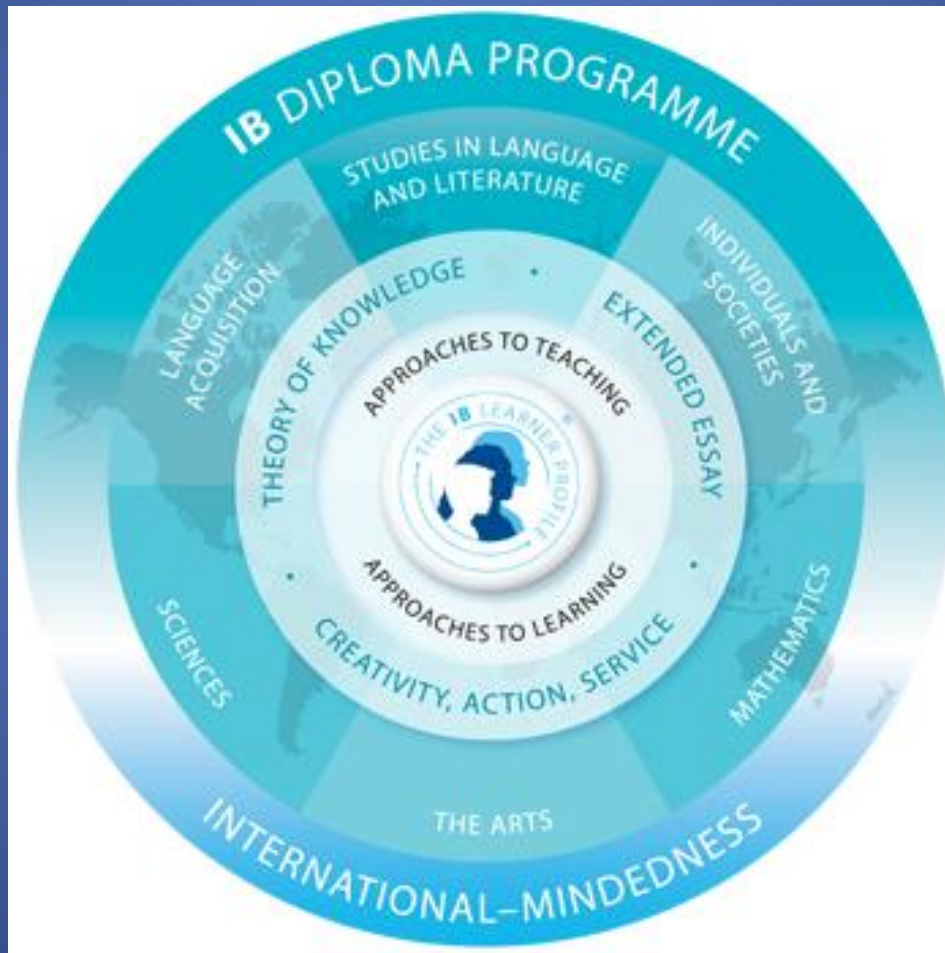 IB DIPLOMA PROGRAMME
STUDIES IN LANGUAGE
AND LITERATURE
LANGUAGE
ACQUISITION
INDIVIDUALS AND
SOCIETIES
THEORY OF KNOWLEDGE
EXTENDED ESSAY
APPROACHES TO TEACHING
THE IB LEARNER PROFILE
®
APPROACHES TO LEARNING
CREATIVITY, ACTION, SERVICE
SCIENCES
MATHEMATICS
THE ARTS
INTERNATIONAL–MINDEDNESS